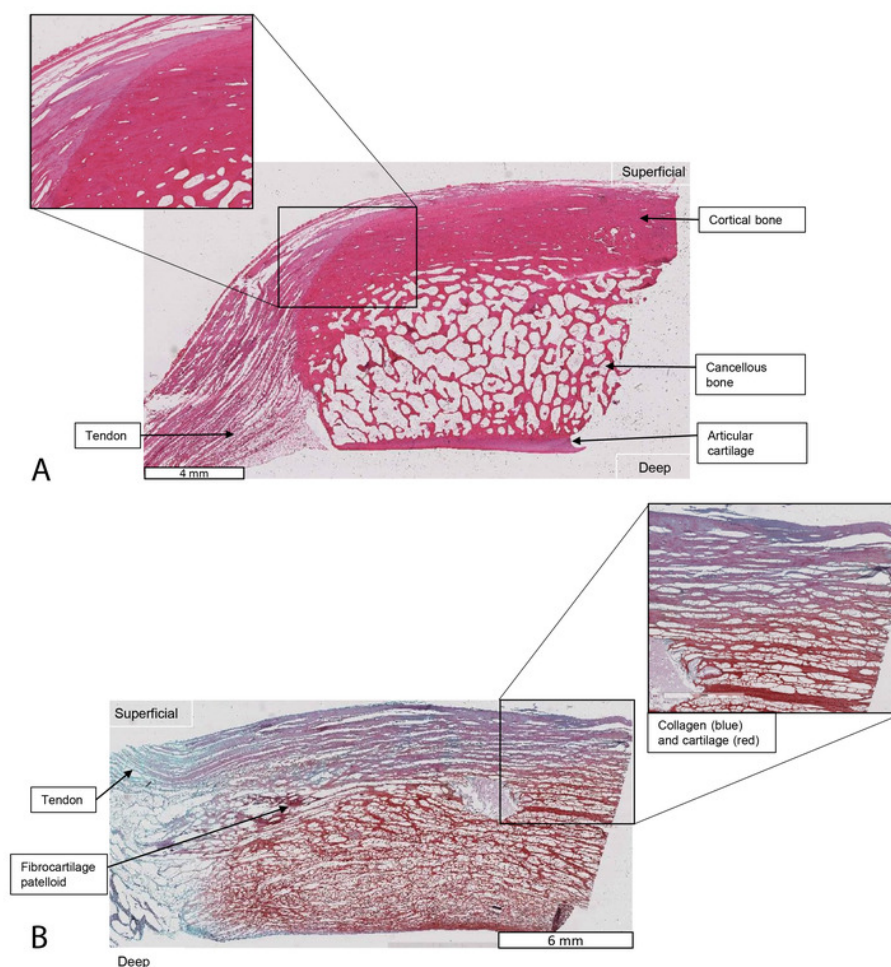 Superficial
Cortical bone
Cancellous
bone
Articular
cartilage
Tendon
4 mm
Deep
A
Superficial
Tendon
Fibrocartilage
patelloid
Collagen (blue)
and cartilage (red)
6 mm
B
Deep